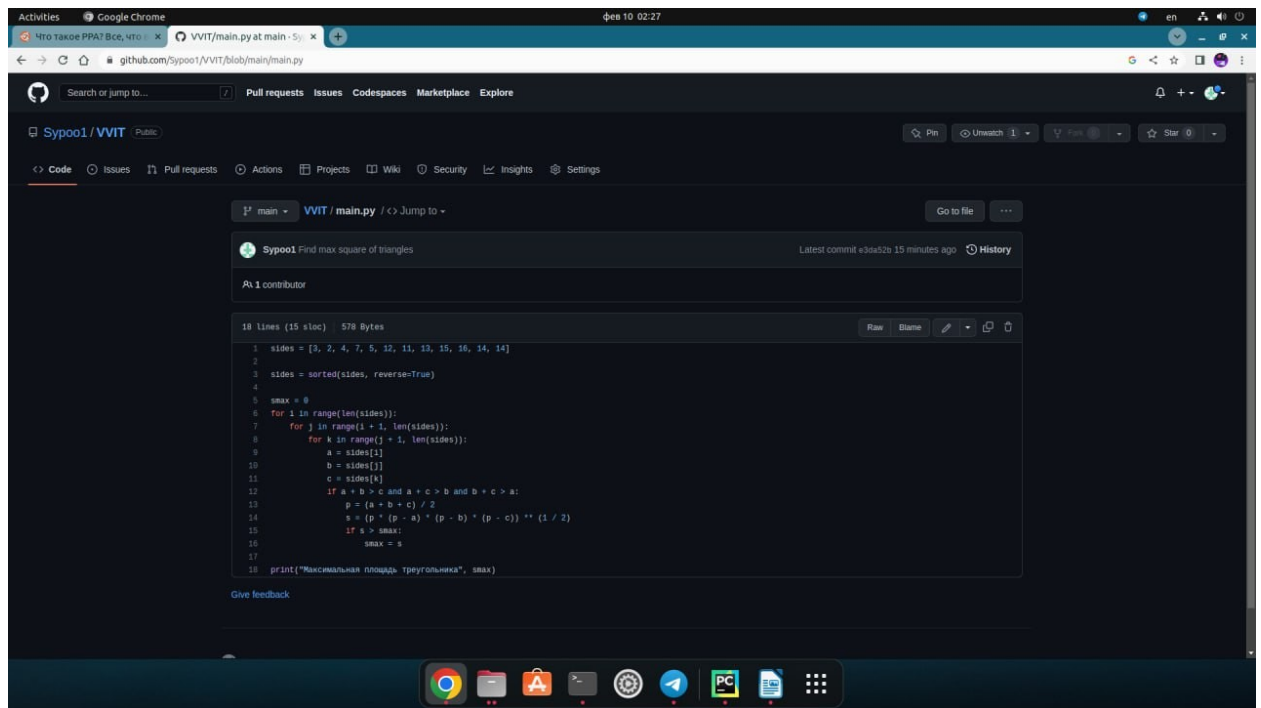 Activities Google Chrome фев 10 02:27 en
Что такое PPA? Все, что VVIT/main.py at main · Sy
github.com/Sypoo1/VVIT/blob/main/main.py
Search or jump to... / Pull requests Issues Codespaces Marketplace Explore
Sypoo1 / VVIT Public Pin Unwatch 1 Fork 0 Star 0
<> Code Issues Pull requests Actions Projects Wiki Security Insights Settings
main VVIT / main.py / <> Jump to Go to file ...
Sypoo1 Find max square of triangles Latest commit e3da52b 15 minutes ago History
1 contributor
18 lines (15 sloc) 578 Bytes Raw Blame
1 sides = [3, 2, 4, 7, 5, 12, 11, 13, 15, 16, 14, 14]
2
3 sides = sorted(sides, reverse=True)
4
5 smax = 0
6 for i in range(len(sides)):
7 for j in range(i + 1, len(sides)):
8 for k in range(j + 1, len(sides)):
9 a = sides[i]
10 b = sides[j]
11 c = sides[k]
12 if a + b > c and a + c > b and b + c > a:
13 p = (a + b + c) / 2
14 s = (p * (p - a) * (p - b) * (p - c)) ** (1 / 2)
15 if s > smax:
16 smax = s
17
18 print("Максимальная площадь треугольника", smax)
Give feedback